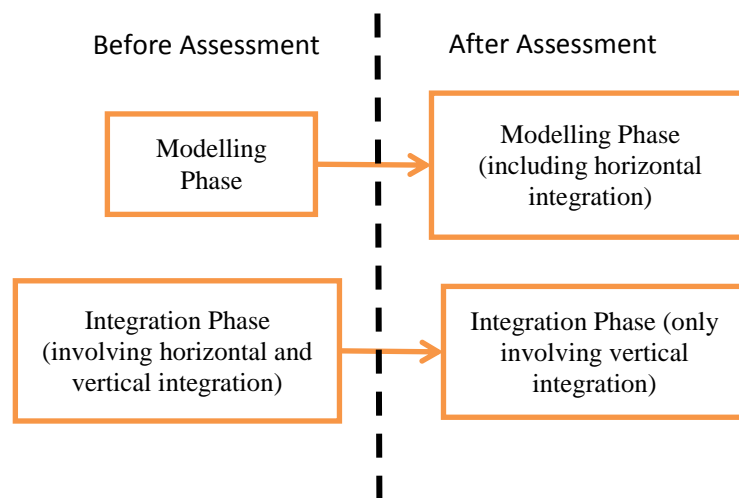 Before Assessment
After Assessment
Modelling
Phase
Modelling Phase
(including horizontal
integration)
Integration Phase
(involving horizontal and
vertical integration)
Integration Phase (only
involving vertical
integration)